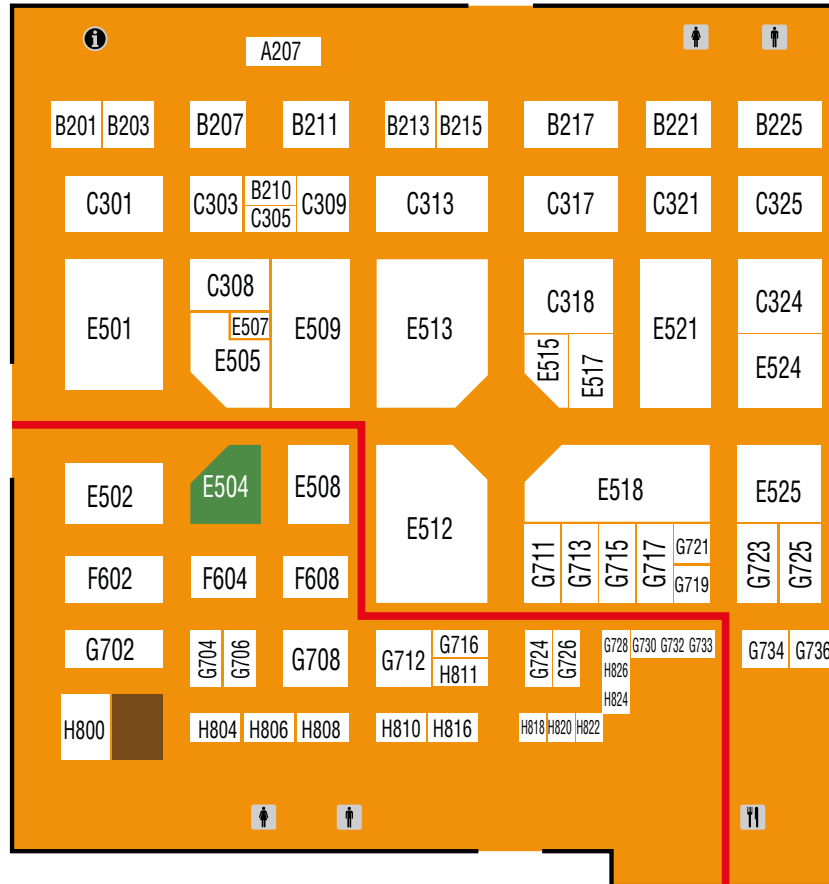 A207
B201 B203 B207 B211 B213 B215 B217 B221 B225
C301 C303 B210 C309 C313 C317 C321 C325
C305
C308 C318 C324
E501 E507 E509 E513 E521
E505 E515 E517 E524
E502 E504 E508 E512 E518 E525
G711 G713 G715 G717 G721 G723 G725
G719
F602 F604 F608
G702 G704 G706 G708 G712 G716 G724 G726 G728 G730 G732 G733 G734 G736
H811 H826
H824
H800 H804 H806 H808 H810 H816 H818 H820 H822